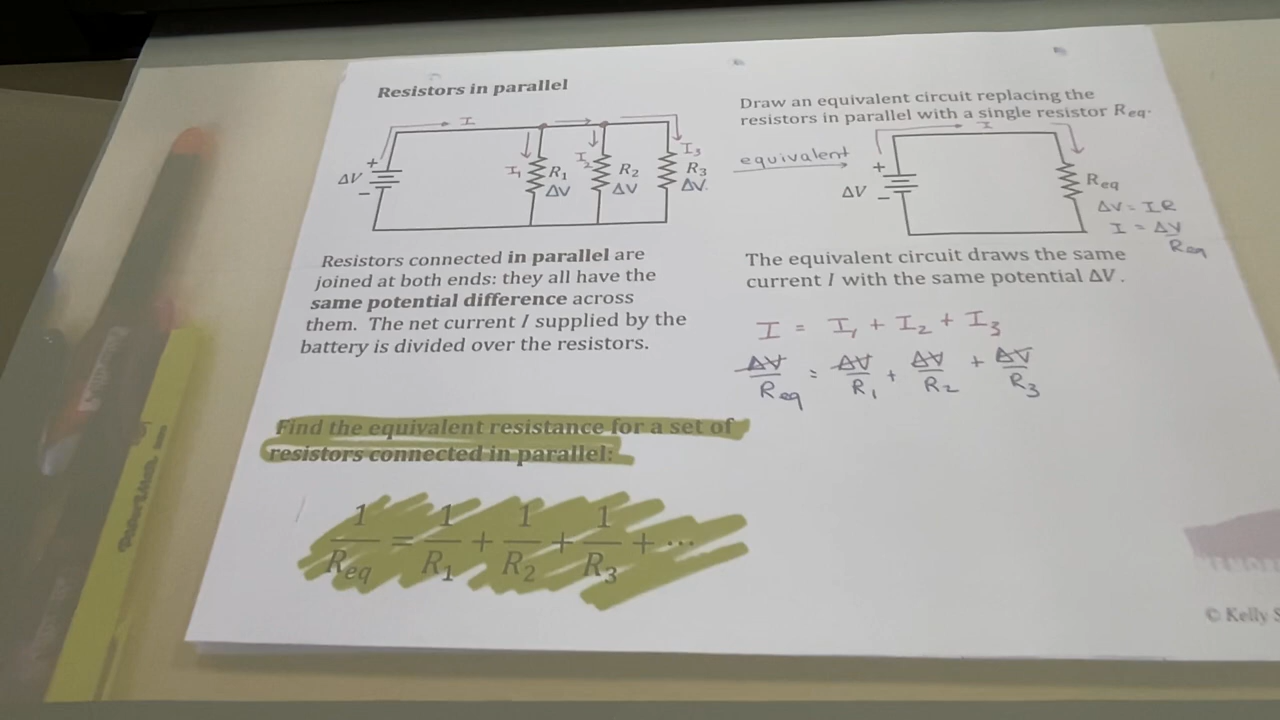 Resistors in parallel
I
I₁
I₂
I₃
+
ΔV
−
R₁
ΔV
R₂
ΔV
R₃
ΔV
Resistors connected in parallel are
joined at both ends: they all have the
same potential difference across
them. The net current I supplied by the
battery is divided over the resistors.
Find the equivalent resistance for a set of
resistors connected in parallel:
1/Req = 1/R₁ + 1/R₂ + 1/R₃ + ⋯
Draw an equivalent circuit replacing the
resistors in parallel with a single resistor Req.
equivalent
I
+
ΔV
−
Req
ΔV = IR
I = ΔV/Req
The equivalent circuit draws the same
current I with the same potential ΔV.
I = I₁ + I₂ + I₃
ΔV/Req = ΔV/R₁ + ΔV/R₂ + ΔV/R₃
© Kelly